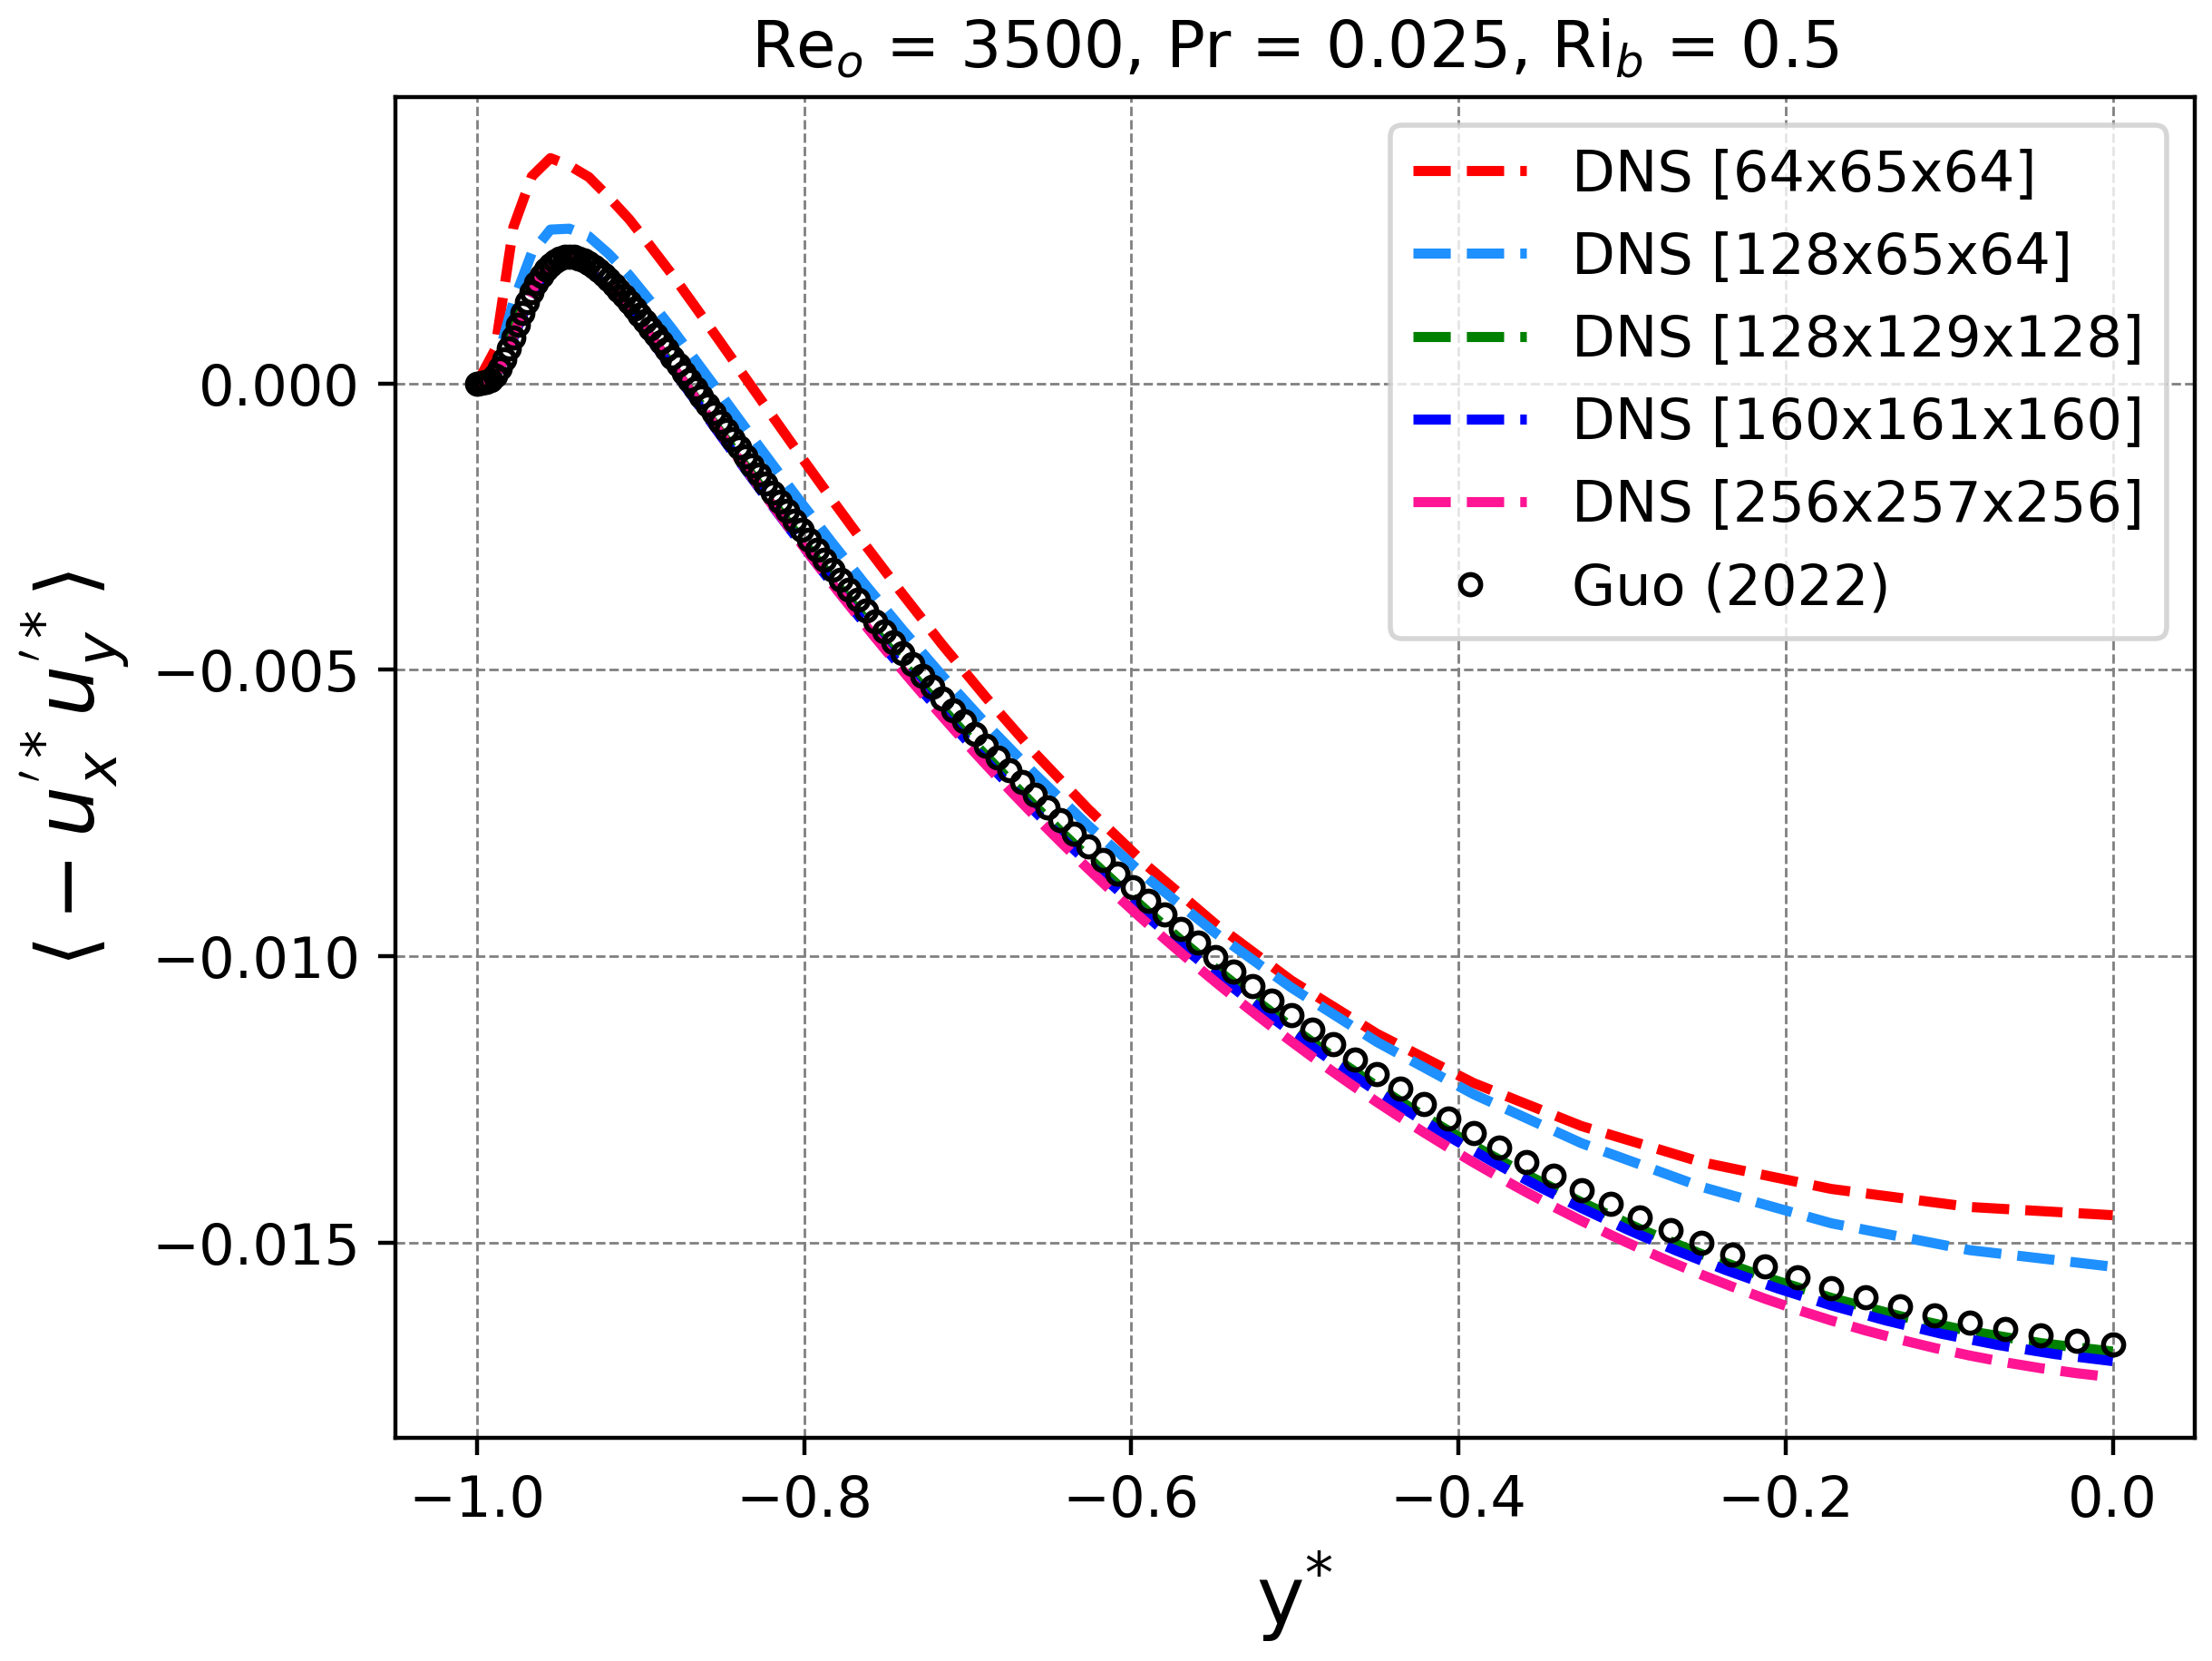 Re_o = 3500, Pr = 0.025, Ri_b = 0.5
DNS [64x65x64]
DNS [128x65x64]
DNS [128x129x128]
DNS [160x161x160]
DNS [256x257x256]
Guo (2022)
0.000
−0.005
−0.010
−0.015
⟨ − u_x^{′*} u_y^{′*} ⟩
−1.0 −0.8 −0.6 −0.4 −0.2 0.0
y^*